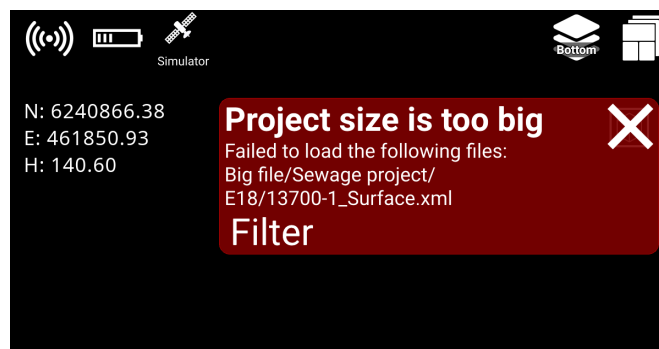 Simulator
Bottom
N: 6240866.38
E: 461850.93
H: 140.60
Project size is too big
Failed to load the following files:
Big file/Sewage project/
E18/13700-1_Surface.xml
Filter